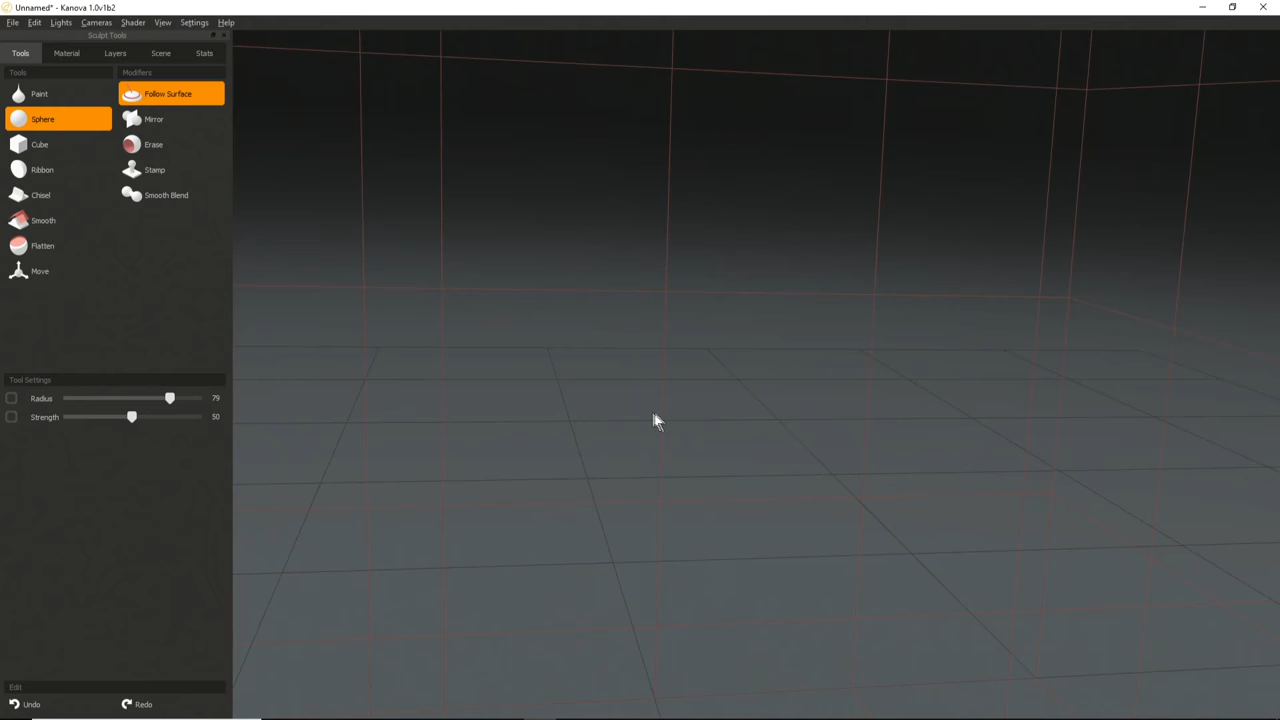 Unnamed* - Kanova 1.0v1b2
File Edit Lights Cameras Shader View Settings Help
Sculpt Tools
Tools Material Layers Scene Stats
Tools Modifiers
Paint Follow Surface
Sphere Mirror
Cube Erase
Ribbon Stamp
Chisel Smooth Blend
Smooth
Flatten
Move
Tool Settings
Radius 79
Strength 50
Edit
Undo Redo